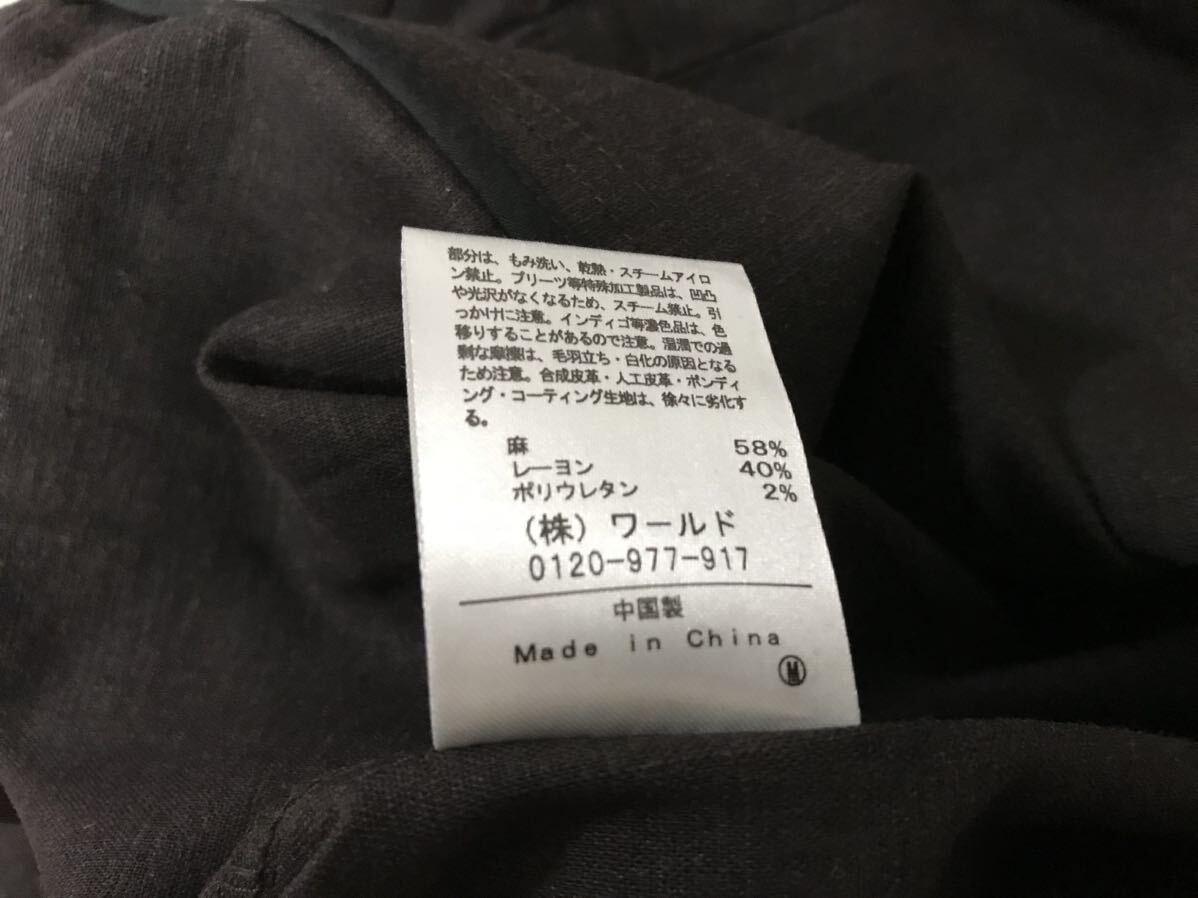 部分は、もみ洗い、乾熱・スチームアイロ
ン禁止。プリーツ等特殊加工製品は、凹凸
や光沢がなくなるため、スチーム禁止。引
っかけに注意。インディゴ等濃色品は、色
移りすることがあるので注意。湿潤での過
剰な摩擦は、毛羽立ち・白化の原因となる
ため注意。合成皮革・人工皮革・ボンディ
ング・コーティング生地は、徐々に劣化す
る。
麻 58%
レーヨン 40%
ポリウレタン 2%
(株) ワールド
0120-977-917
中国製
Made in China
M